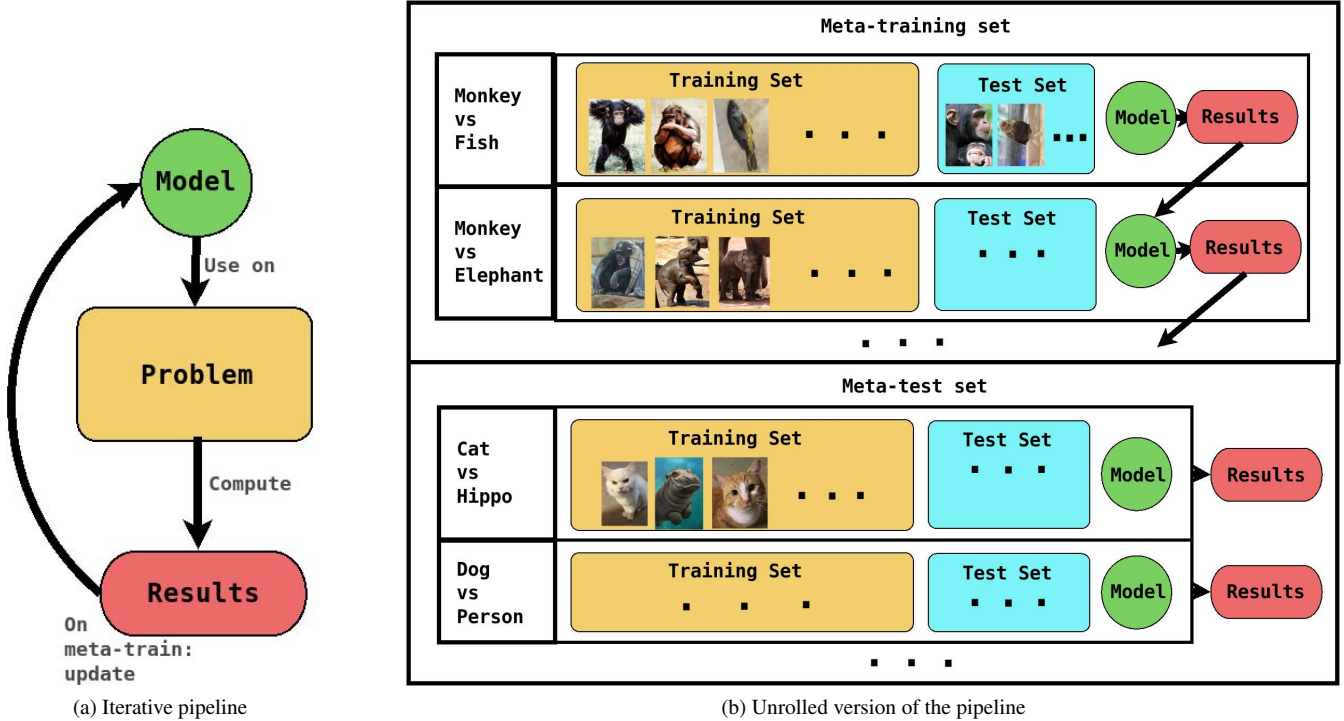 Model
Use on
Problem
Compute
Results
On
meta-train:
update
(a) Iterative pipeline
Meta-training set
Monkey
vs
Fish
Training Set
Test Set
Model
Results
Monkey
vs
Elephant
Training Set
Test Set
Model
Results
Meta-test set
Cat
vs
Hippo
Training Set
Test Set
Model
Results
Dog
vs
Person
Training Set
Test Set
Model
Results
(b) Unrolled version of the pipeline